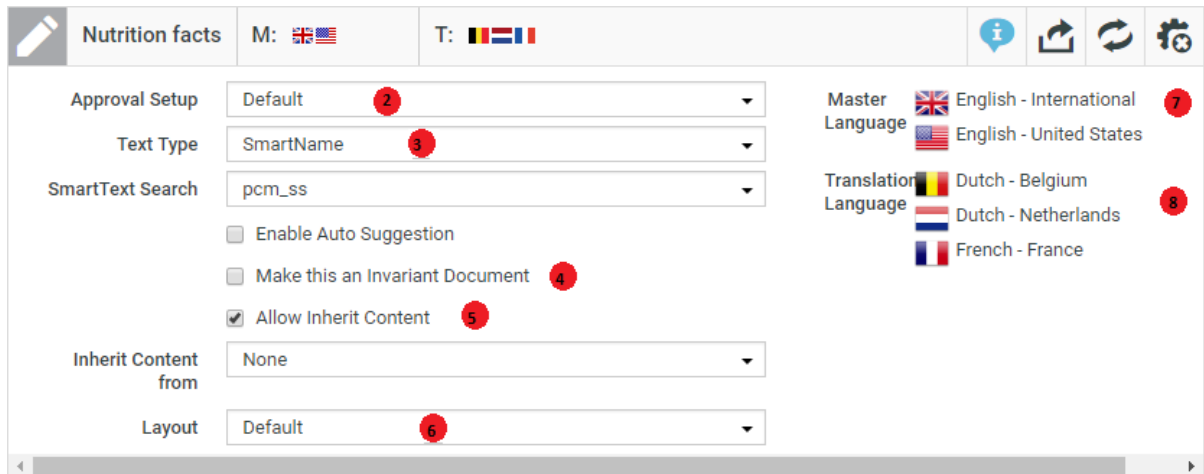 Nutrition facts M: T:
Approval Setup Default 2
Text Type SmartName 3
SmartText Search pcm_ss
Enable Auto Suggestion
Make this an Invariant Document 4
Allow Inherit Content 5
Inherit Content
from
None
Layout Default 6
Master
Language
English - International 7
English - United States
Translation
Language
Dutch - Belgium
Dutch - Netherlands 8
French - France